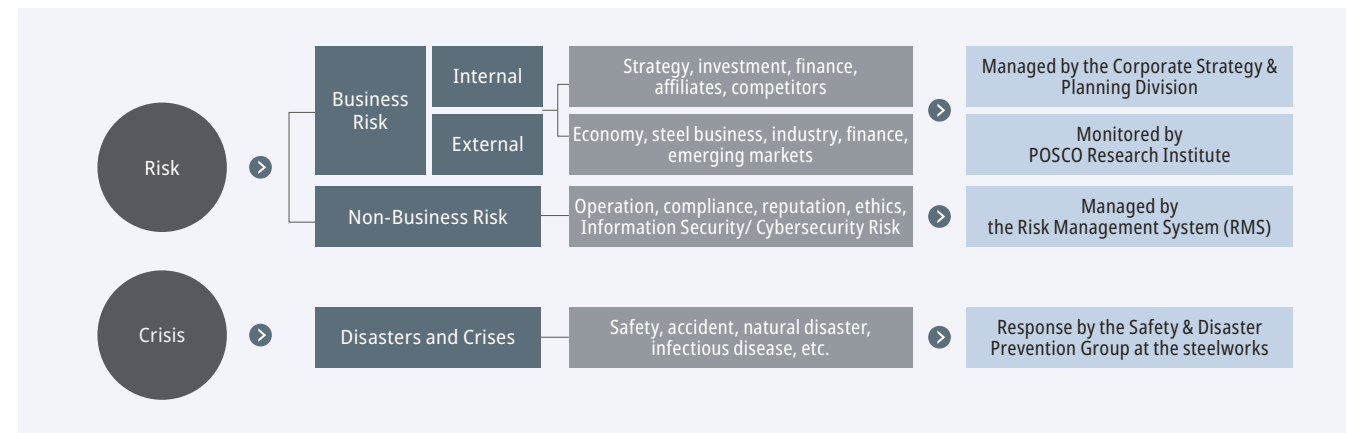 Risk
Business
Risk
Internal
Strategy, investment, finance,
affiliates, competitors
Managed by the Corporate Strategy &
Planning Division
External
Economy, steel business, industry, finance,
emerging markets
Monitored by
POSCO Research Institute
Non-Business Risk
Operation, compliance, reputation, ethics,
Information Security/ Cybersecurity Risk
Managed by
the Risk Management System (RMS)
Crisis
Disasters and Crises
Safety, accident, natural disaster,
infectious disease, etc.
Response by the Safety & Disaster
Prevention Group at the steelworks